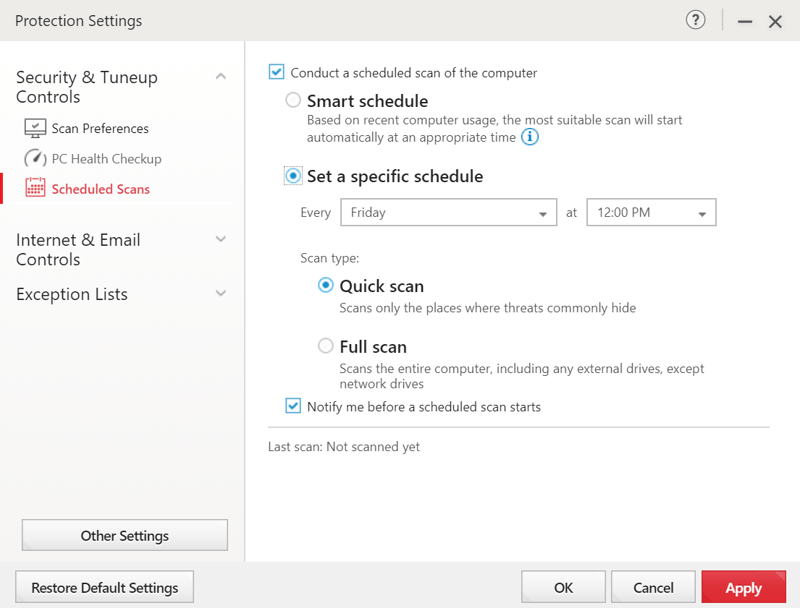 Protection Settings
?
Security & Tuneup
Controls
Scan Preferences
PC Health Checkup
Scheduled Scans
Internet & Email
Controls
Exception Lists
Other Settings
Conduct a scheduled scan of the computer
Smart schedule
Based on recent computer usage, the most suitable scan will start
automatically at an appropriate time i
Set a specific schedule
Every Friday at 12:00 PM
Scan type:
Quick scan
Scans only the places where threats commonly hide
Full scan
Scans the entire computer, including any external drives, except
network drives
Notify me before a scheduled scan starts
Last scan: Not scanned yet
Restore Default Settings OK Cancel Apply